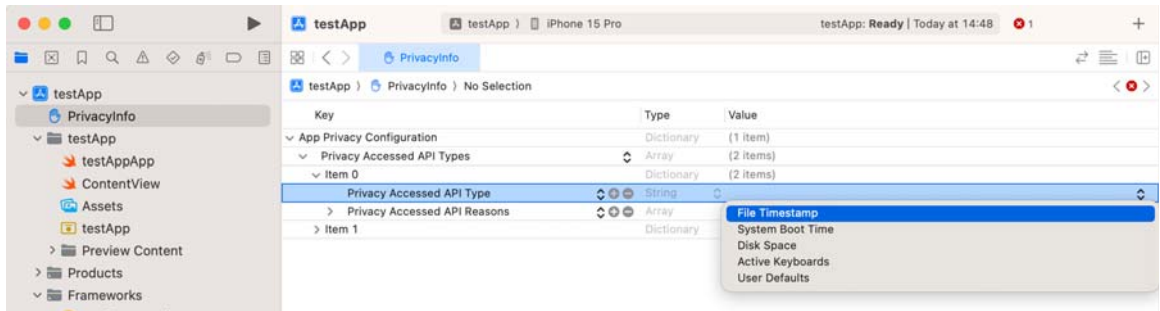 testApp testApp 〉 iPhone 15 Pro testApp: Ready | Today at 14:48 1
PrivacyInfo
testApp testApp 〉 PrivacyInfo 〉 No Selection
PrivacyInfo Key Type Value
testApp App Privacy Configuration Dictionary (1 item)
testAppApp Privacy Accessed API Types Array (2 items)
ContentView Item 0 Dictionary (2 items)
Privacy Accessed API Type String
Assets Privacy Accessed API Reasons Array File Timestamp
testApp Item 1 Dictionary System Boot Time
Preview Content Disk Space
Products Active Keyboards
User Defaults
Frameworks